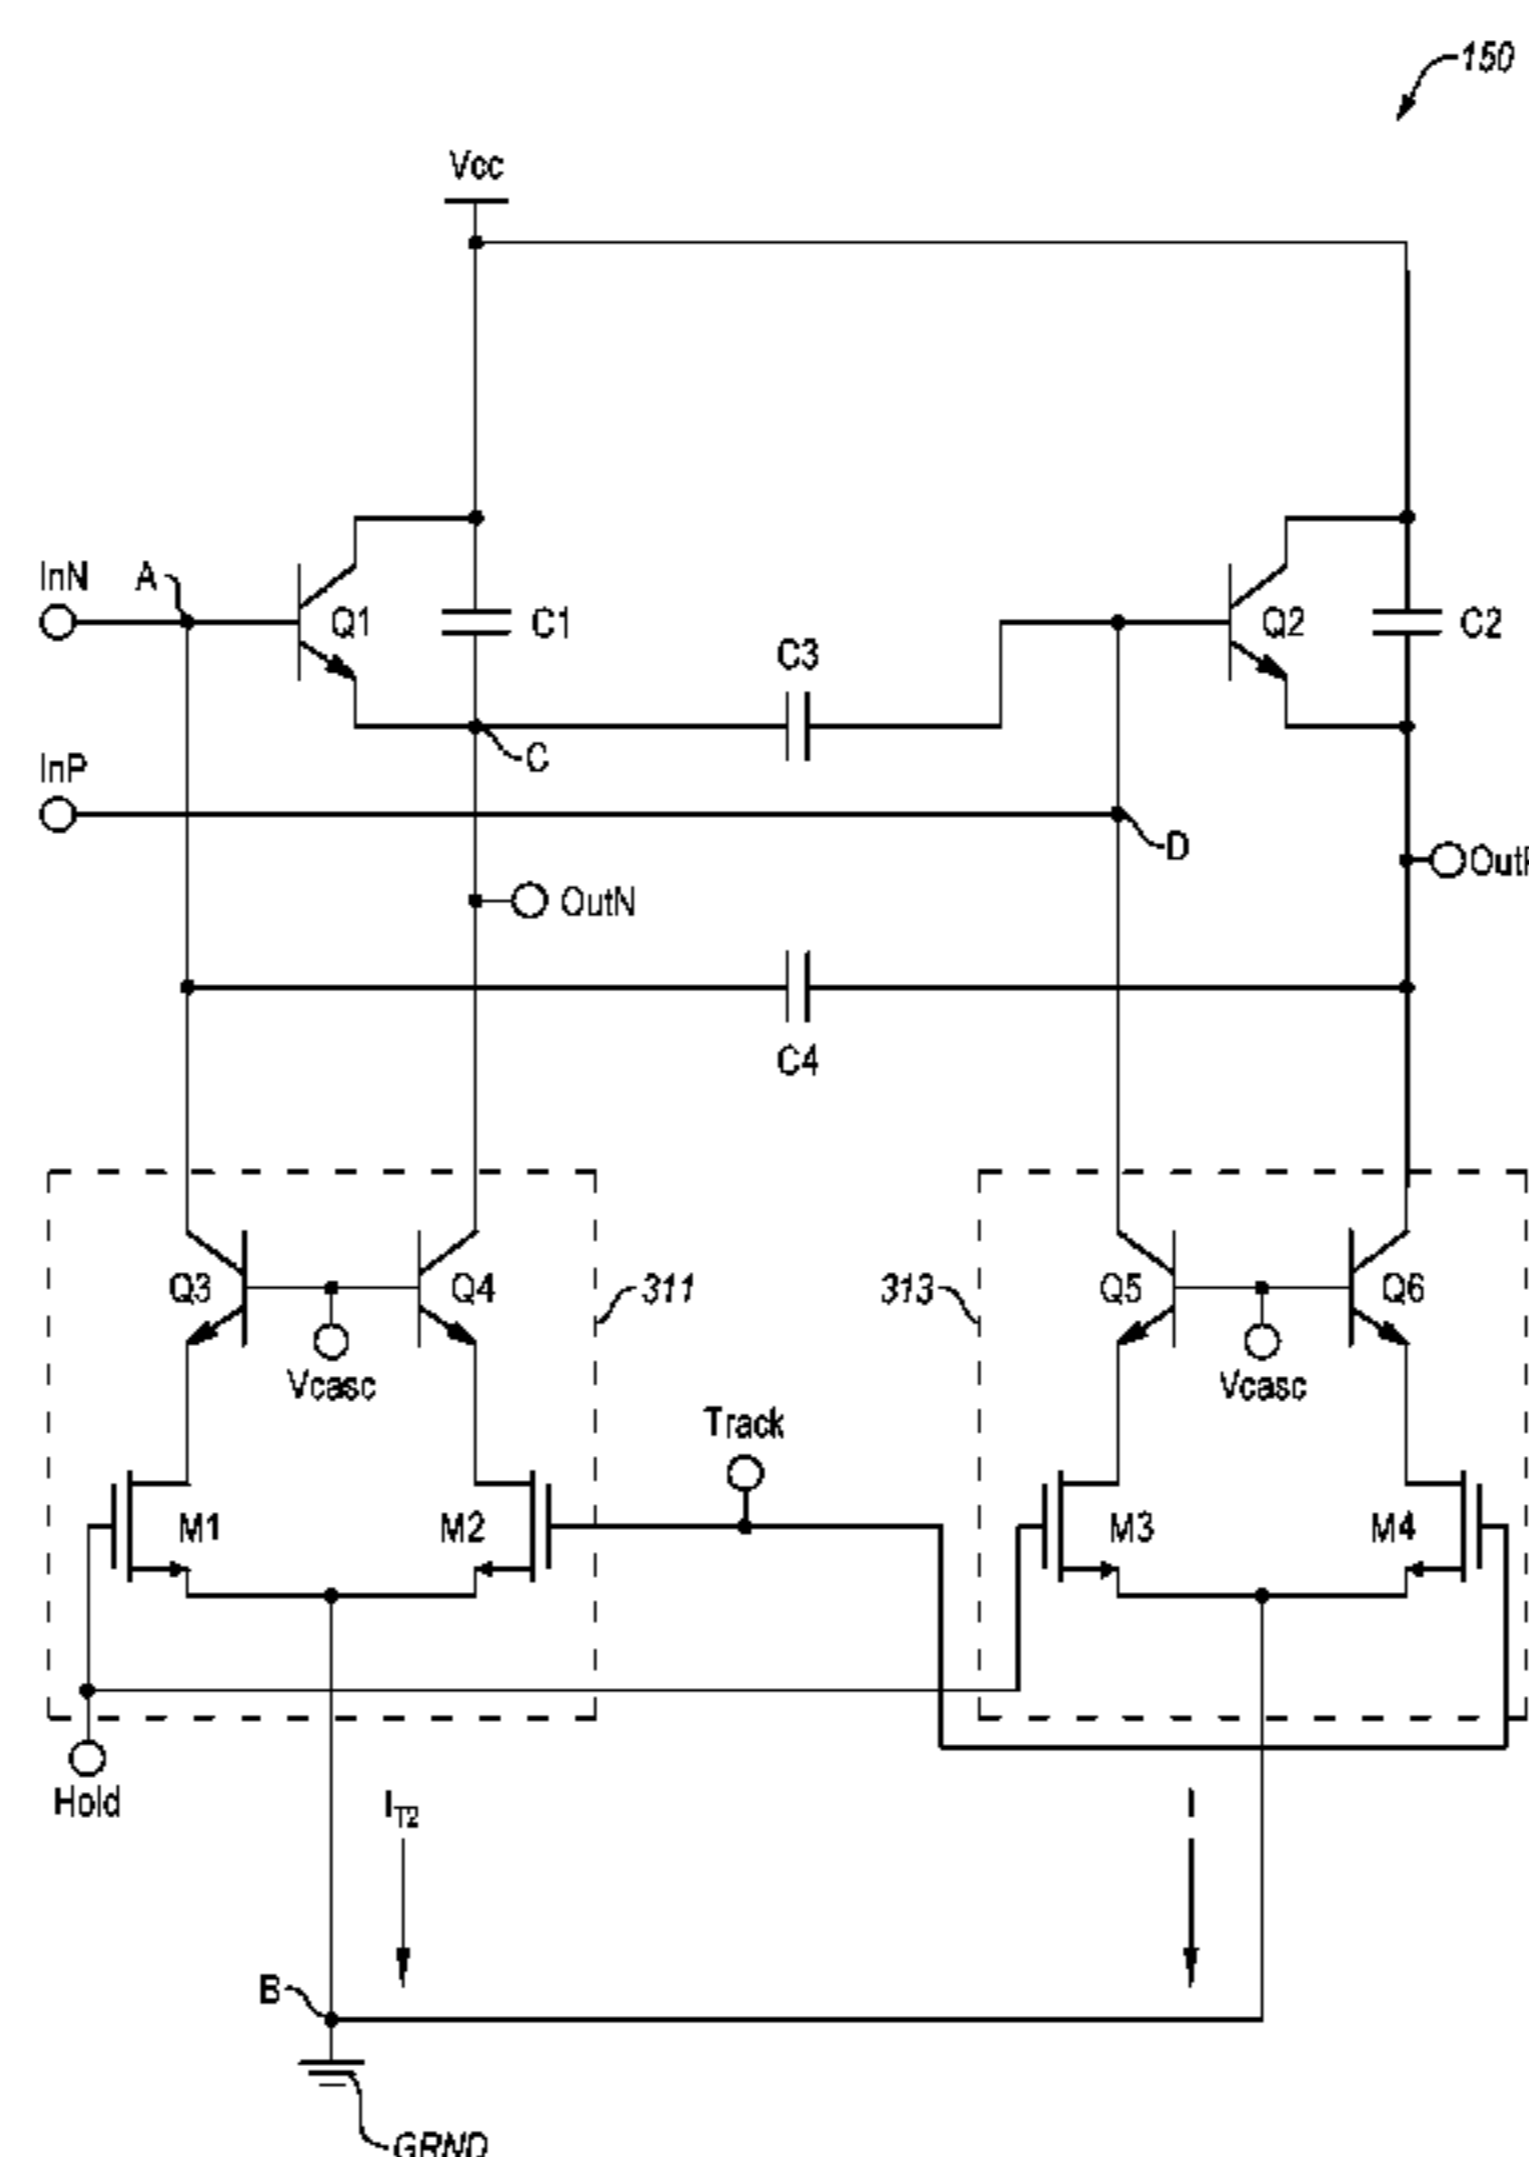 150
Vcc
InN
A
Q1
C1
C3
Q2
C2
InP
C
D
OutN
C4
Q3
Q4
311
313
Q5
Q6
Vcasc
Vcasc
Track
M1
M2
M3
M4
Hold
IT2
I
B
GRND